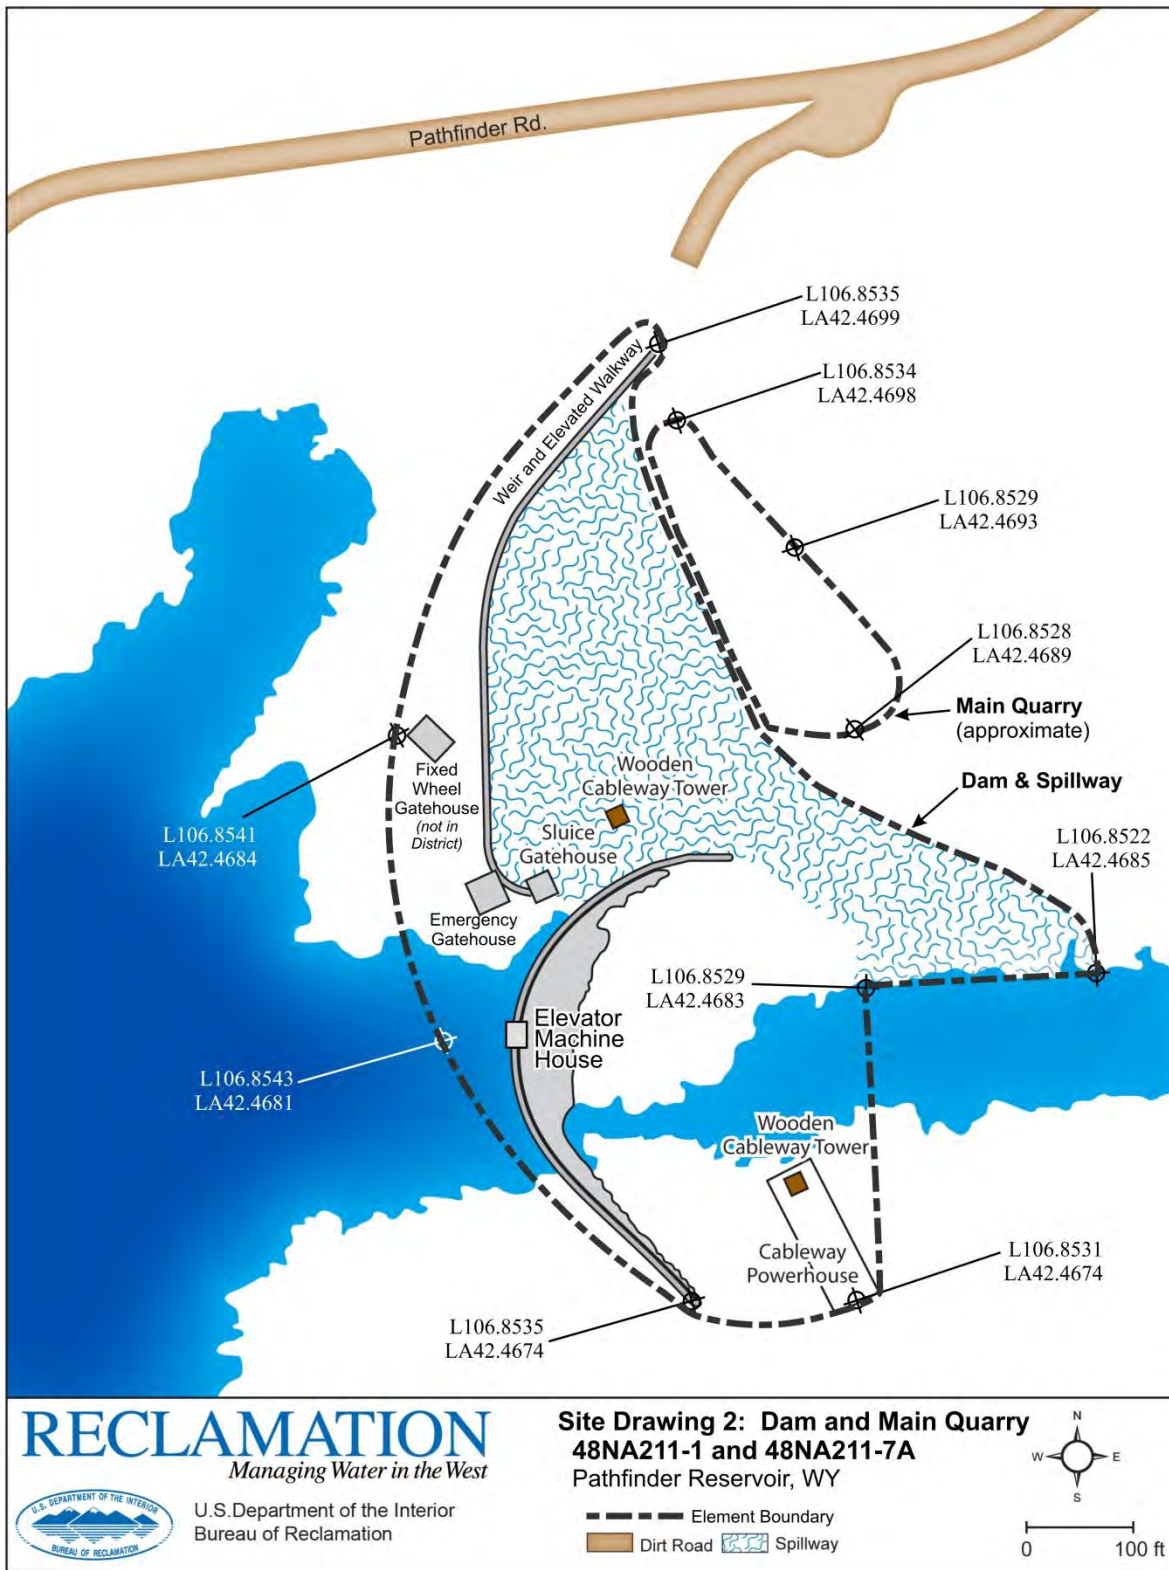 Pathfinder Rd.
L106.8535
LA42.4699
Weir and Elevated Walkway
L106.8534
LA42.4698
L106.8529
LA42.4693
L106.8528
LA42.4689
Main Quarry
(approximate)
Fixed
Wheel
Gatehouse
(not in
District)
Wooden
Cableway Tower
Dam & Spillway
L106.8541
LA42.4684
Sluice
Gatehouse
L106.8522
LA42.4685
Emergency
Gatehouse
L106.8529
LA42.4683
Elevator
Machine
House
L106.8543
LA42.4681
Wooden
Cableway Tower
Cableway
Powerhouse
L106.8531
LA42.4674
L106.8535
LA42.4674
RECLAMATION
Managing Water in the West
U.S. DEPARTMENT OF THE INTERIOR
BUREAU OF RECLAMATION
U.S.Department of the Interior
Bureau of Reclamation
Site Drawing 2: Dam and Main Quarry
48NA211-1 and 48NA211-7A
Pathfinder Reservoir, WY
Element Boundary
Dirt Road Spillway
N
W E
S
0 100 ft